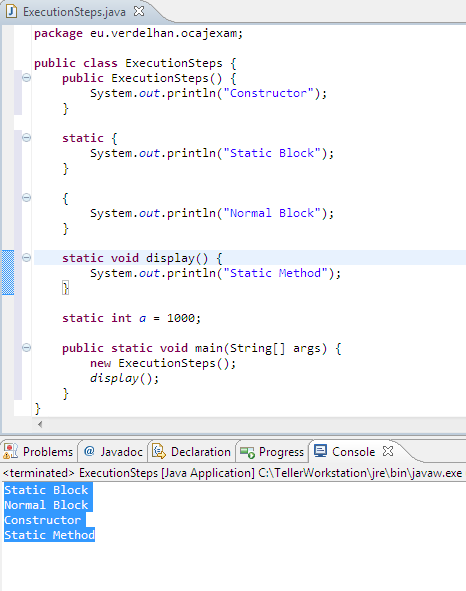 ExecutionSteps.java
package eu.verdelhan.ocajexam;
public class ExecutionSteps {
public ExecutionSteps() {
System.out.println("Constructor");
}
static {
System.out.println("Static Block");
}
{
System.out.println("Normal Block");
}
static void display() {
System.out.println("Static Method");
}
static int a = 1000;
public static void main(String[] args) {
new ExecutionSteps();
display();
}
}
Problems @ Javadoc Declaration Progress Console
<terminated> ExecutionSteps [Java Application] C:\TellerWorkstation\jre\bin\javaw.exe
Static Block
Normal Block
Constructor
Static Method